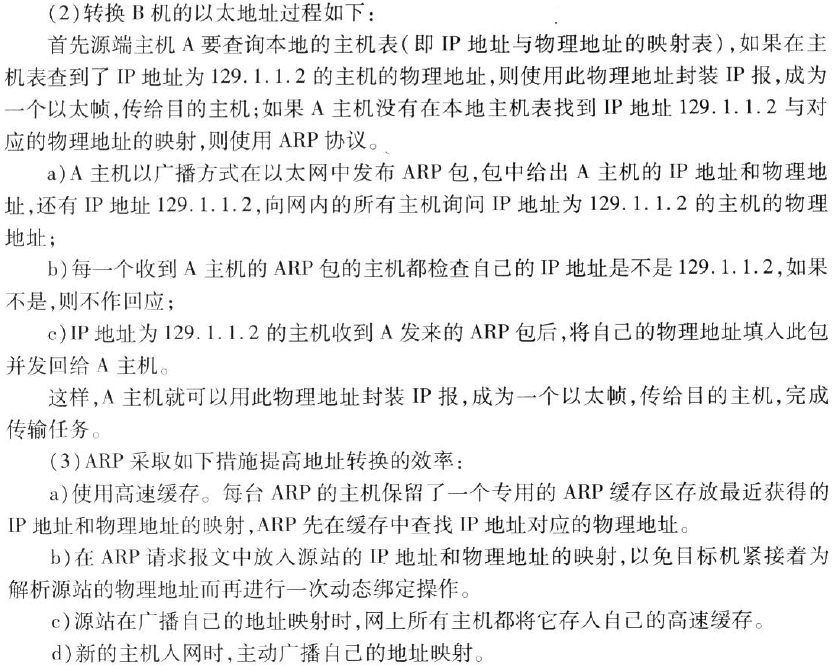 (2)转换 B 机的以太地址过程如下:
首先源端主机 A 要查询本地的主机表(即 IP 地址与物理地址的映射表),如果在主
机表查到了 IP 地址为 129.1.1.2 的主机的物理地址,则使用此物理地址封装 IP 报,成为
一个以太帧,传给目的主机;如果 A 主机没有在本地主机表找到 IP 地址 129.1.1.2 与对
应的物理地址的映射,则使用 ARP 协议。
a)A 主机以广播方式在以太网中发布 ARP 包,包中给出 A 主机的 IP 地址和物理地
址,还有 IP 地址 129.1.1.2,向网内的所有主机询问 IP 地址为 129.1.1.2 的主机的物理
地址;
b)每一个收到 A 主机的 ARP 包的主机都检查自己的 IP 地址是不是 129.1.1.2,如果
不是,则不作回应;
c)IP 地址为 129.1.1.2 的主机收到 A 发来的 ARP 包后,将自己的物理地址填入此包
并发回给 A 主机。
这样,A 主机就可以用此物理地址封装 IP 报,成为一个以太帧,传给目的主机,完成
传输任务。
(3)ARP 采取如下措施提高地址转换的效率:
a)使用高速缓存。每台 ARP 的主机保留了一个专用的 ARP 缓存区存放最近获得的
IP 地址和物理地址的映射,ARP 先在缓存中查找 IP 地址对应的物理地址。
b)在 ARP 请求报文中放入源站的 IP 地址和物理地址的映射,以免目标机紧接着为
解析源站的物理地址而再进行一次动态绑定操作。
c)源站在广播自己的地址映射时,网上所有主机都将它存入自己的高速缓存。
d)新的主机入网时,主动广播自己的地址映射。